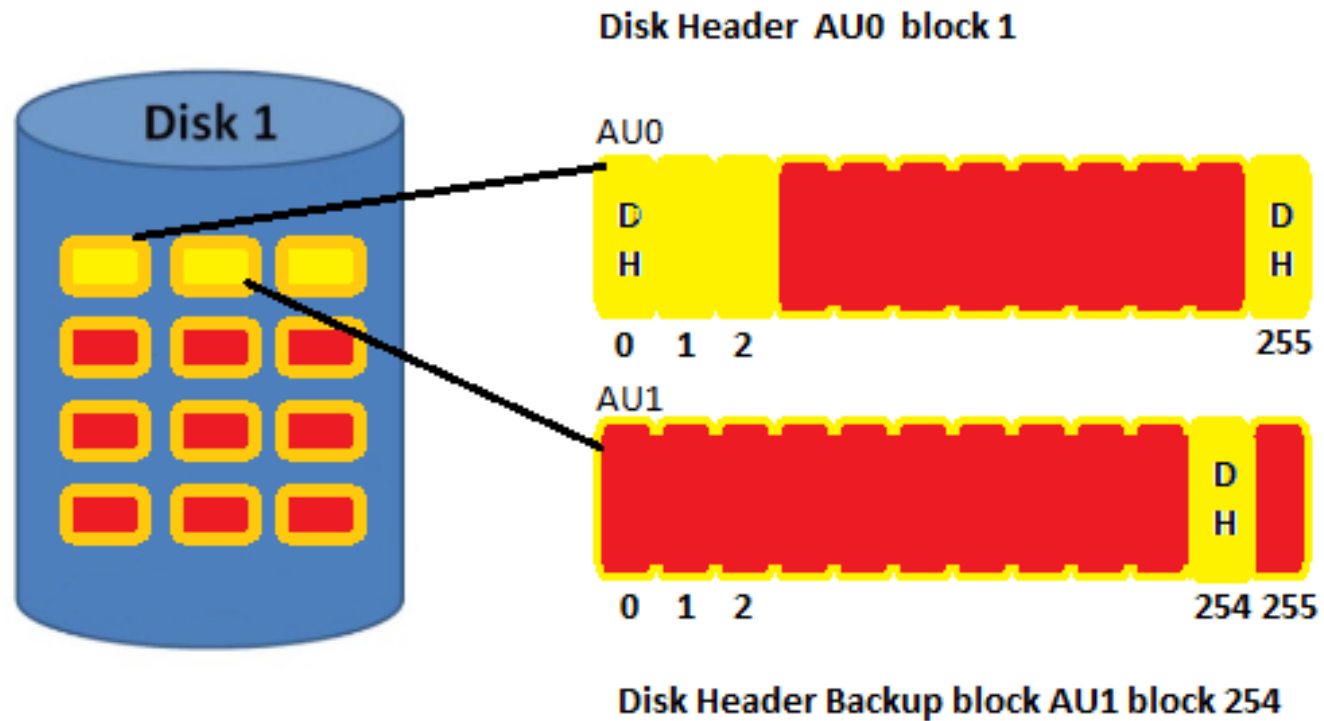 Disk Header AU0 block 1
Disk 1
AU0
D D
H H
0 1 2 255
AU1
D
H
0 1 2 254 255
Disk Header Backup block AU1 block 254